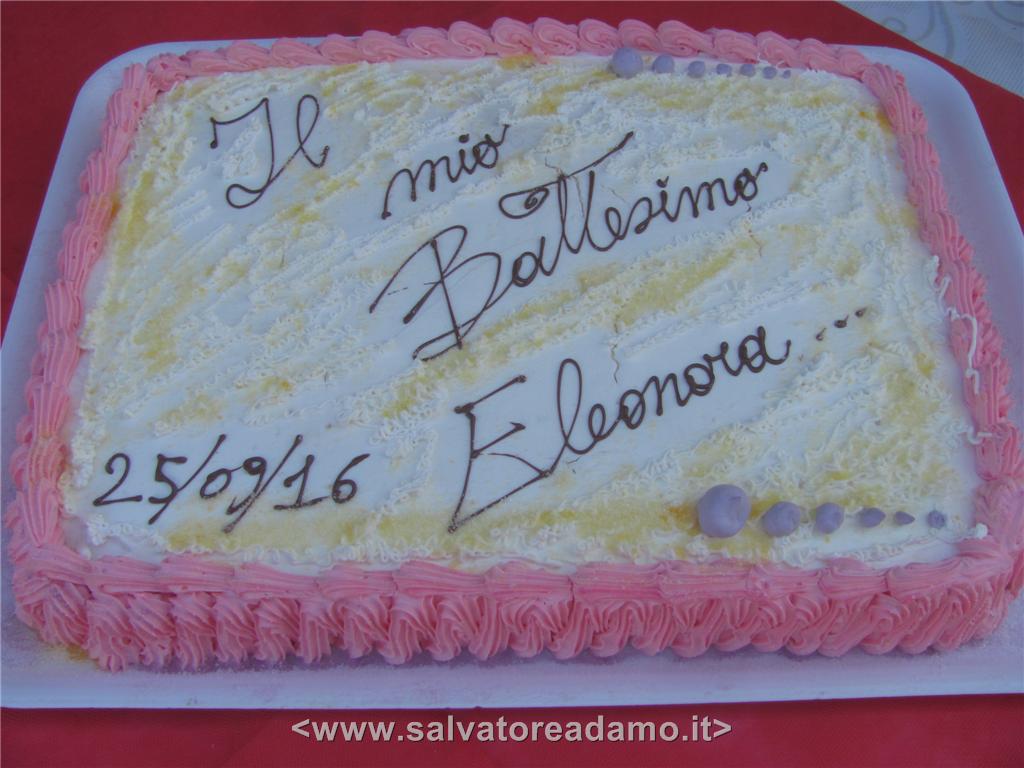 Il mio
Battesimo
Eleonora ...
25/09/16
<www.salvatoreadamo.it>